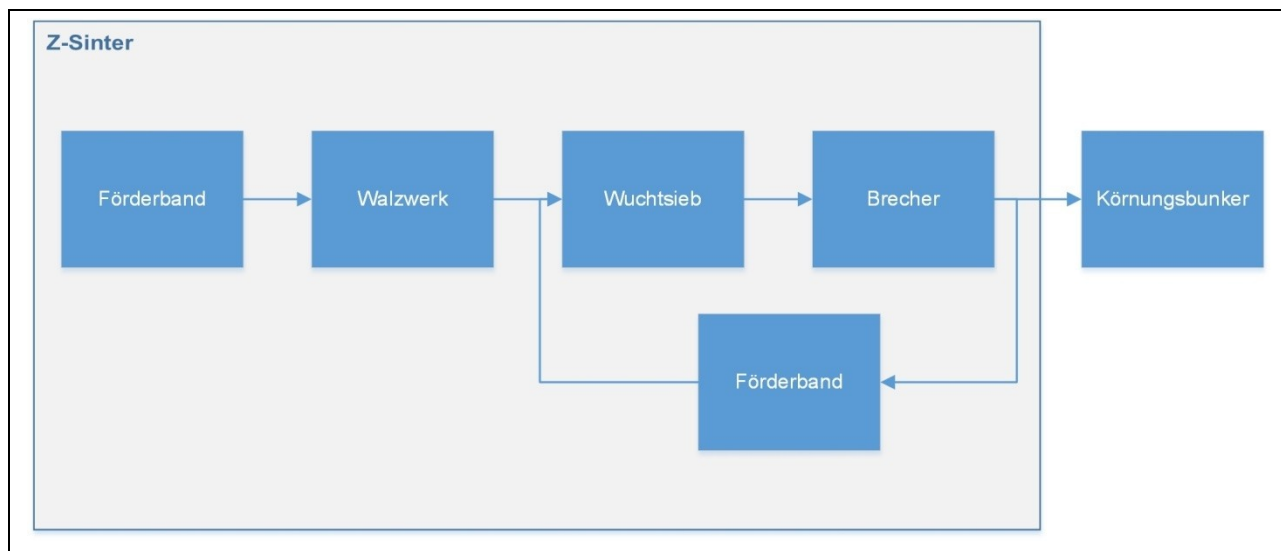 Z-Sinter
Förderband
Walzwerk
Wuchtsieb
Brecher
Körnungsbunker
Förderband